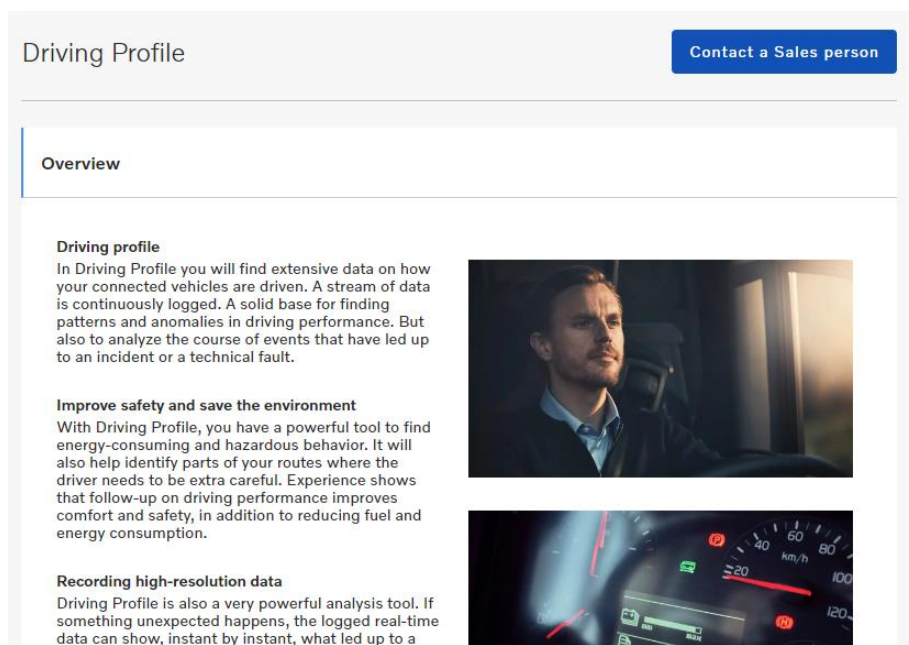 Driving Profile
Contact a Sales person
Overview
Driving profile
In Driving Profile you will find extensive data on how
your connected vehicles are driven. A stream of data
is continuously logged. A solid base for finding
patterns and anomalies in driving performance. But
also to analyze the course of events that have led up
to an incident or a technical fault.
Improve safety and save the environment
With Driving Profile, you have a powerful tool to find
energy-consuming and hazardous behavior. It will
also help identify parts of your routes where the
driver needs to be extra careful. Experience shows
that follow-up on driving performance improves
comfort and safety, in addition to reducing fuel and
energy consumption.
Recording high-resolution data
Driving Profile is also a very powerful analysis tool. If
something unexpected happens, the logged real-time
data can show, instant by instant, what led up to a
20
40
60
80
100
120
km/h
P
H
min
max